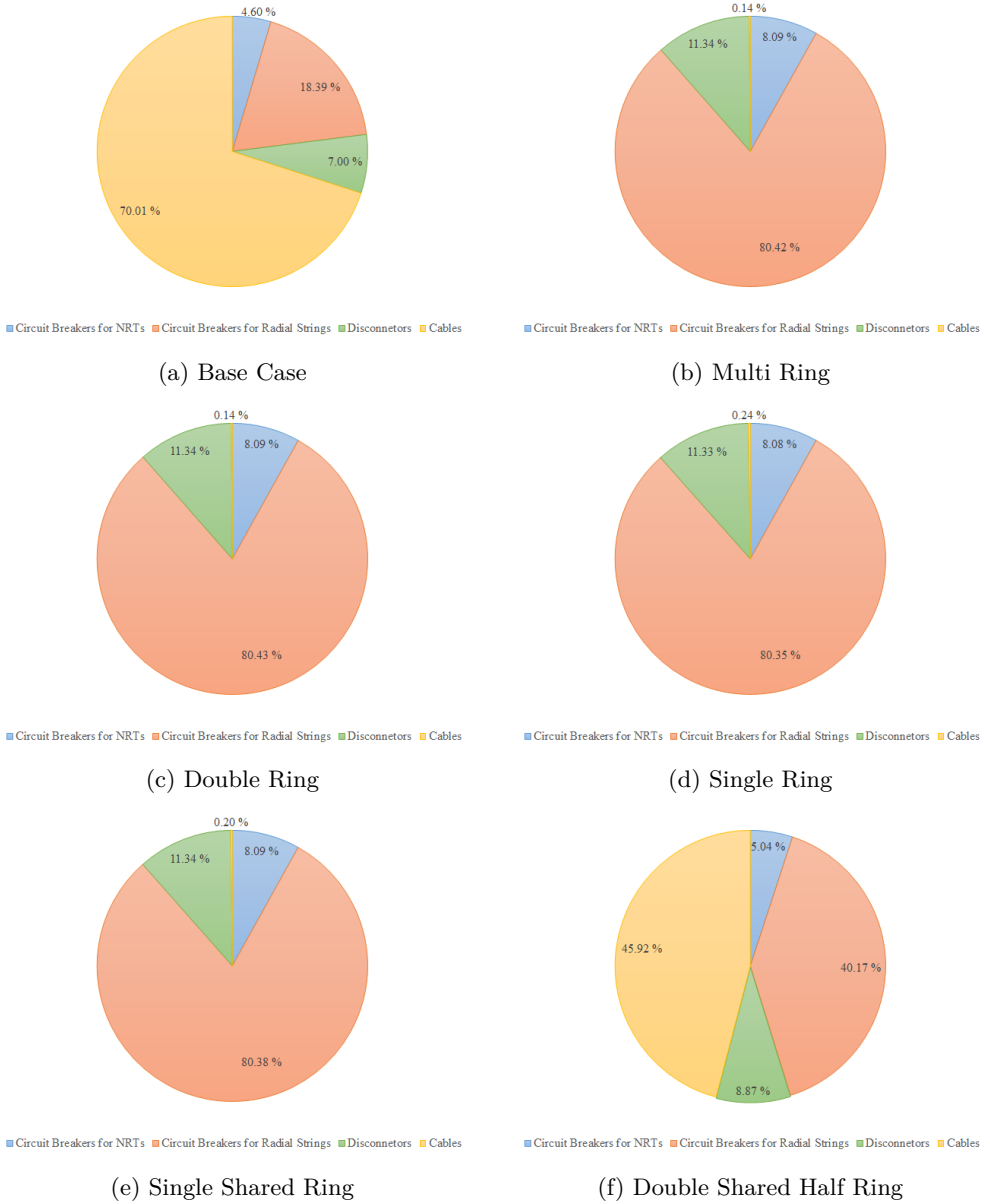 4.60 %
18.39 %
7.00 %
70.01 %
Circuit Breakers for NRTs Circuit Breakers for Radial Strings Disconnetors Cables
(a) Base Case
0.14 %
8.09 %
11.34 %
80.42 %
Circuit Breakers for NRTs Circuit Breakers for Radial Strings Disconnetors Cables
(b) Multi Ring
0.14 %
8.09 %
11.34 %
80.43 %
Circuit Breakers for NRTs Circuit Breakers for Radial Strings Disconnetors Cables
(c) Double Ring
0.24 %
8.08 %
11.33 %
80.35 %
Circuit Breakers for NRTs Circuit Breakers for Radial Strings Disconnetors Cables
(d) Single Ring
0.20 %
8.09 %
11.34 %
80.38 %
Circuit Breakers for NRTs Circuit Breakers for Radial Strings Disconnetors Cables
(e) Single Shared Ring
5.04 %
45.92 %
40.17 %
8.87 %
Circuit Breakers for NRTs Circuit Breakers for Radial Strings Disconnetors Cables
(f) Double Shared Half Ring